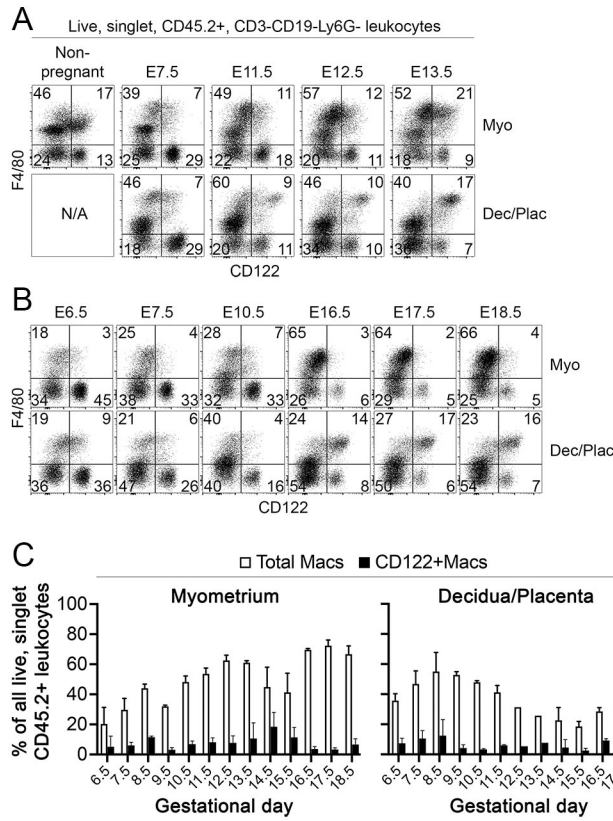 A
Live, singlet, CD45.2+, CD3-CD19-Ly6G- leukocytes
Non-
pregnant E7.5 E11.5 E12.5 E13.5
46 17 39 7 49 11 57 12 52 21
Myo
24 13 25 29 22 18 20 11 18 9
F4/80
N/A
46 7 60 9 46 10 40 17
Dec/Plac
18 29 20 11 34 10 36 7
CD122
B
E6.5 E7.5 E10.5 E16.5 E17.5 E18.5
18 3 25 4 28 7 65 3 64 2 66 4
Myo
34 45 38 33 32 33 26 6 29 5 25 5
F4/80
19 9 21 6 40 4 24 14 27 17 23 16
Dec/Plac
36 36 47 26 40 16 54 8 50 6 54 7
CD122
C
Total Macs CD122+Macs
Myometrium Decidua/Placenta
% of all live, singlet
CD45.2+ leukocytes
100
80
60
40
20
0
6.5 7.5 8.5 9.5 10.5 11.5 12.5 13.5 14.5 15.5 16.5 17.5 18.5
6.5 7.5 8.5 9.5 10.5 11.5 12.5 13.5 14.5 15.5 16.5
Gestational day Gestational day